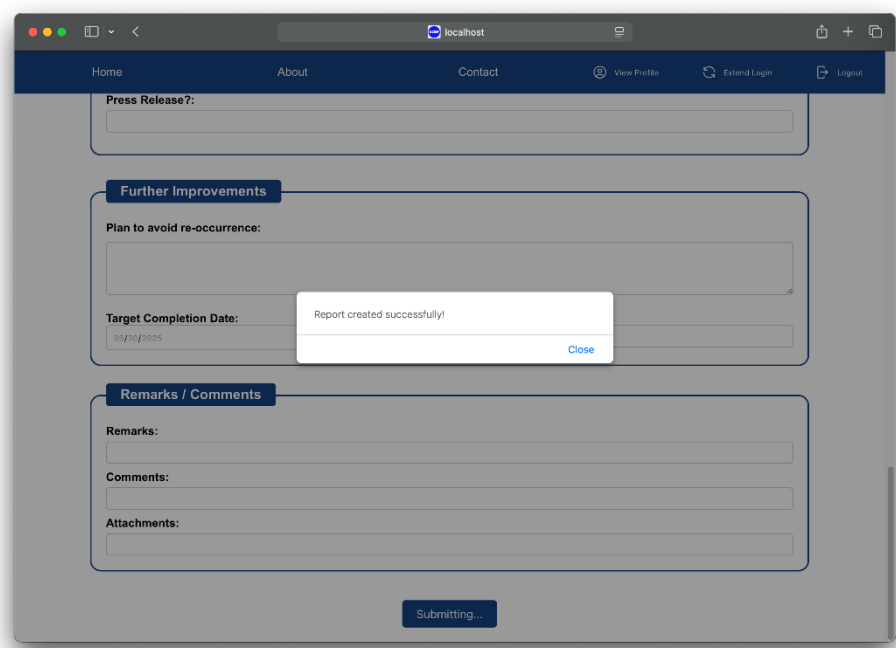 localhost
Home About Contact View Profile Extend Login Logout
Press Release?:
Further Improvements
Plan to avoid re-occurrence:
Target Completion Date:
05/30/2025
Report created successfully!
Close
Remarks / Comments
Remarks:
Comments:
Attachments:
Submitting...